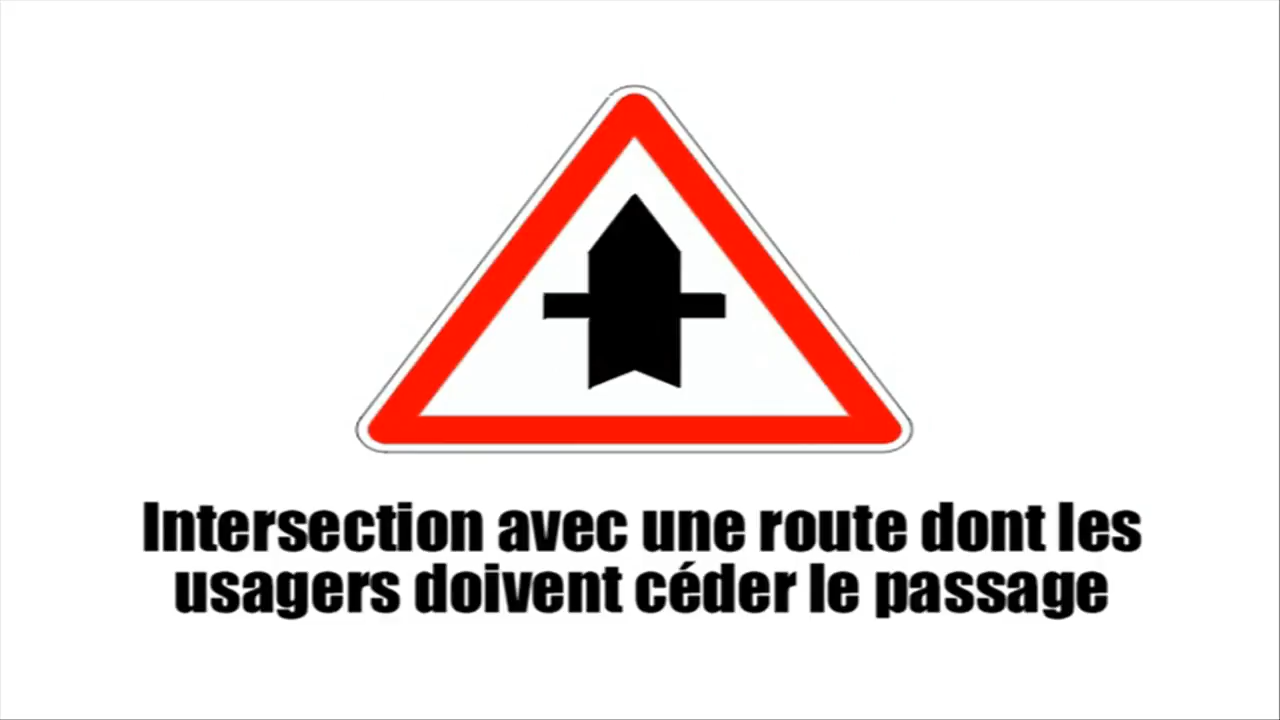 Intersection avec une route dont les
usagers doivent céder le passage